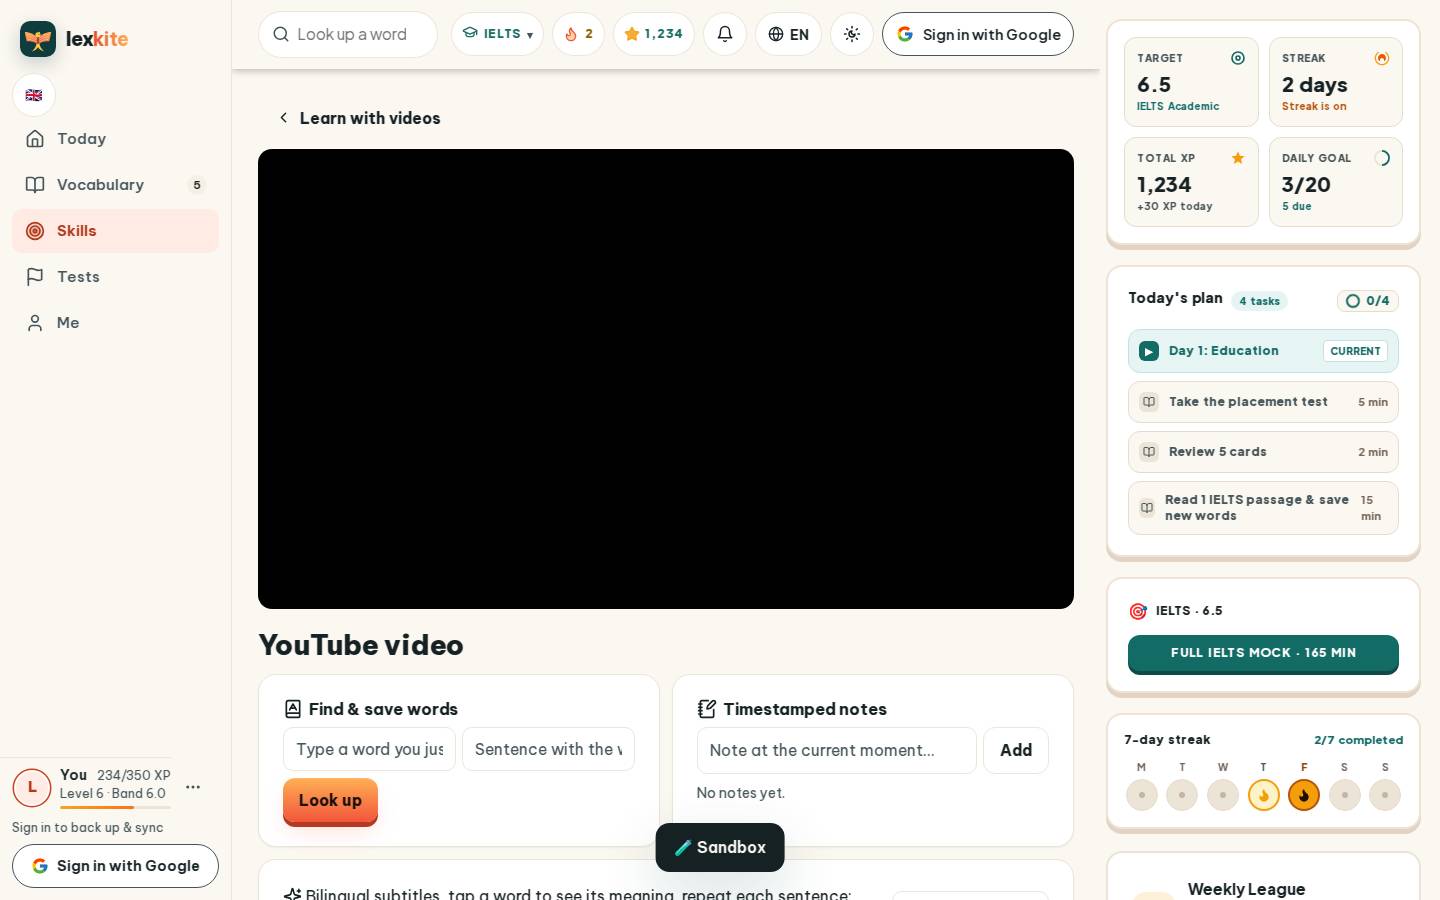 lexkite
Today
Vocabulary 5
Skills
Tests
Me
You 234/350 XP
L
Level 6 · Band 6.0
Sign in to back up & sync
Sign in with Google
Look up a word
IELTS ▾
2
1,234
EN
Sign in with Google
Learn with videos
YouTube video
Find & save words
Type a word you jus
Sentence with the
Look up
Timestamped notes
Note at the current moment...
Add
No notes yet.
Sandbox
Bilingual subtitles, tap a word to see its meaning, repeat each sentence:
TARGET
6.5
IELTS Academic
STREAK
2 days
Streak is on
TOTAL XP
1,234
+30 XP today
DAILY GOAL
3/20
5 due
Today's plan 4 tasks 0/4
Day 1: Education CURRENT
Take the placement test 5 min
Review 5 cards 2 min
Read 1 IELTS passage & save new words
15 min
IELTS · 6.5
FULL IELTS MOCK · 165 MIN
7-day streak 2/7 completed
M T W T F S S
Weekly League